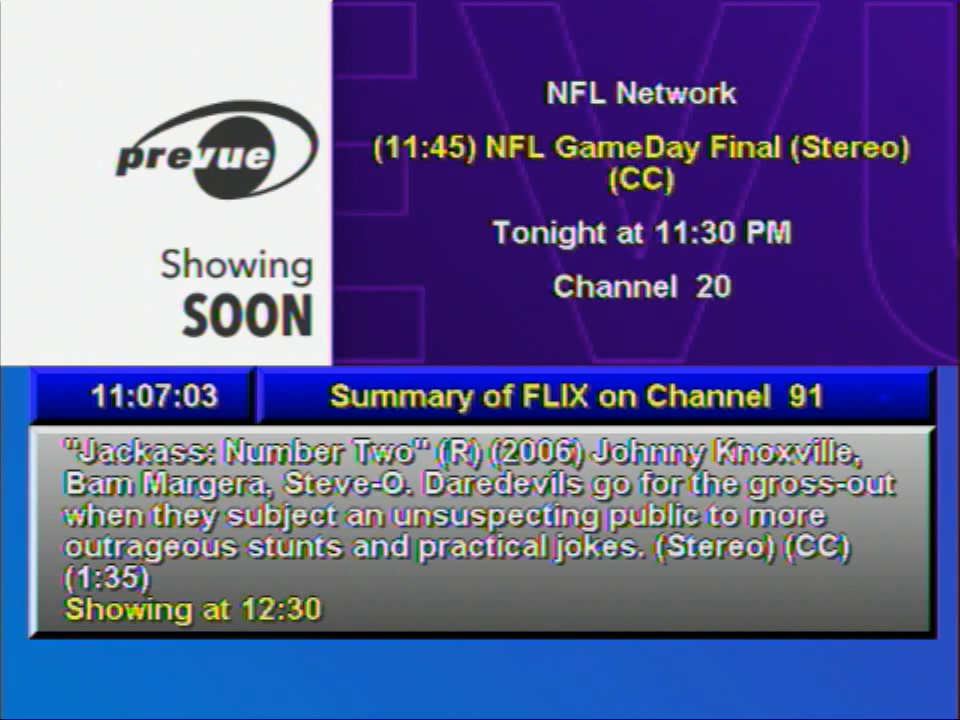 prevue
Showing
SOON
NFL Network
(11:45) NFL GameDay Final (Stereo)
(CC)
Tonight at 11:30 PM
Channel 20
11:07:03
Summary of FLIX on Channel 91
"Jackass: Number Two" (R) (2006) Johnny Knoxville,
Bam Margera, Steve-O. Daredevils go for the gross-out
when they subject an unsuspecting public to more
outrageous stunts and practical jokes. (Stereo) (CC)
(1:35)
Showing at 12:30